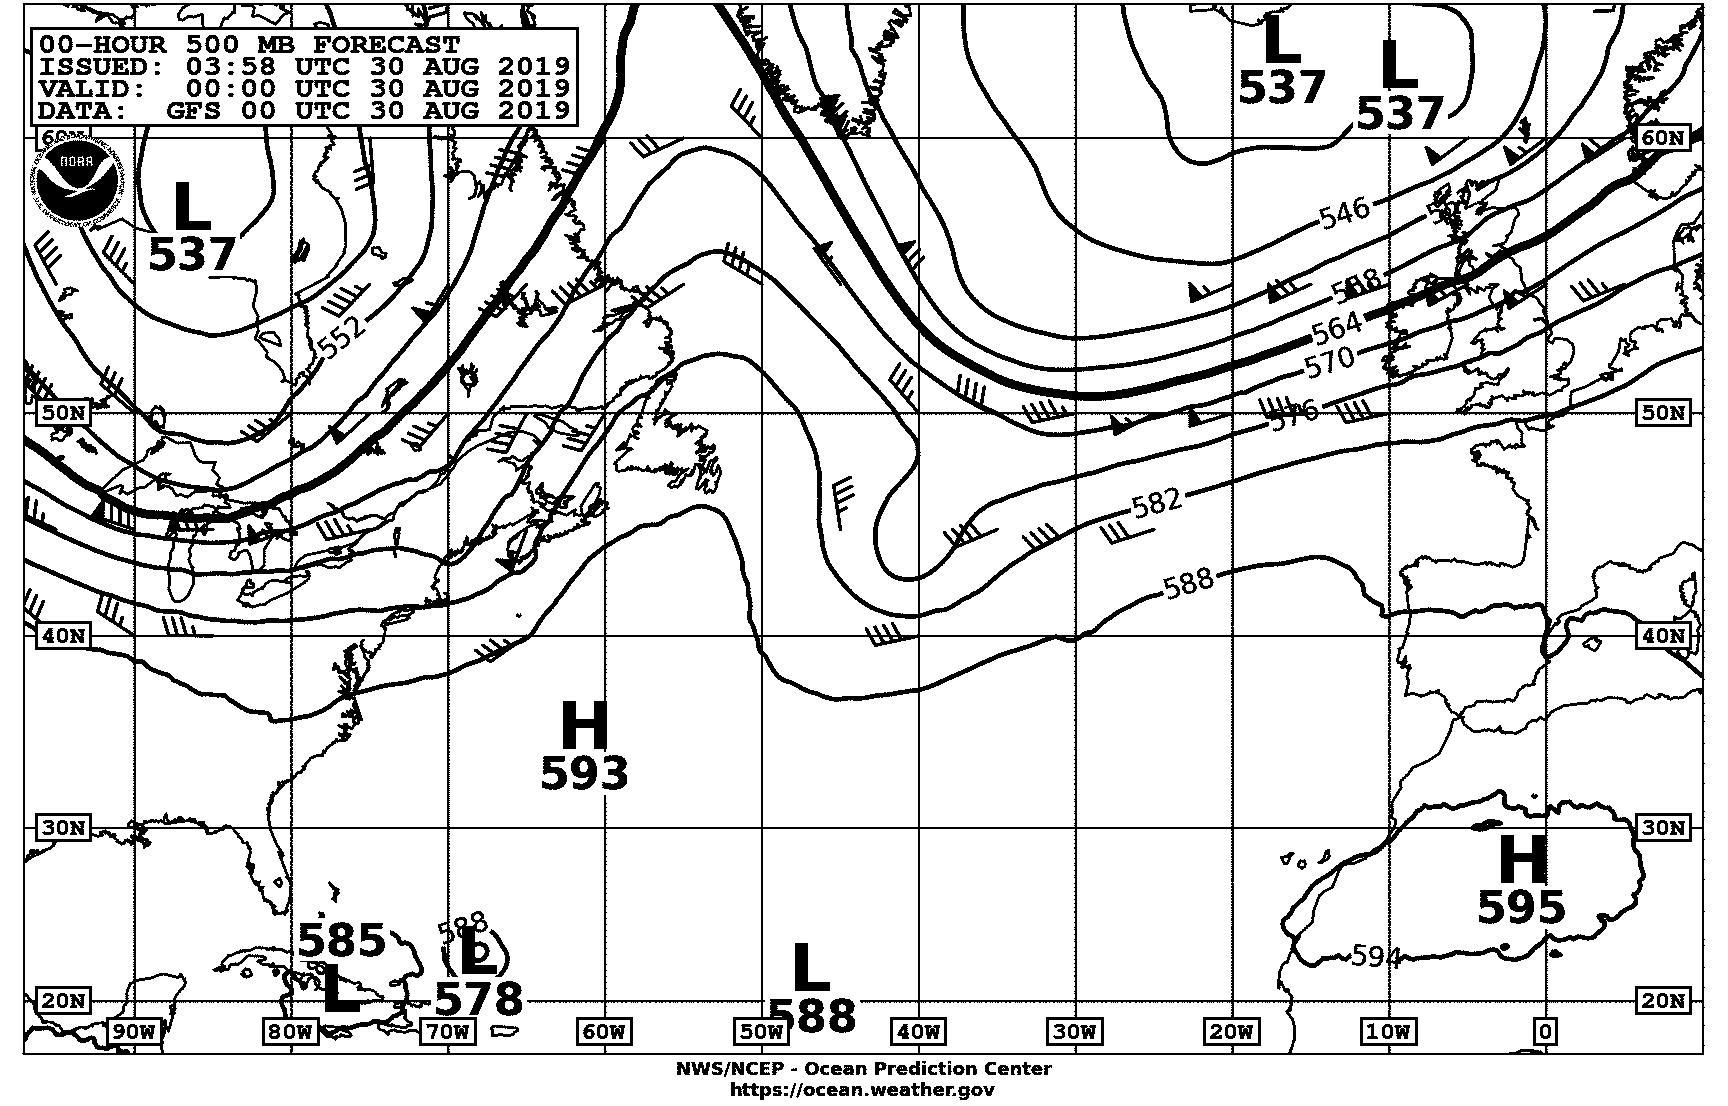 00-HOUR 500 MB FORECAST
ISSUED: 03:58 UTC 30 AUG 2019
VALID: 00:00 UTC 30 AUG 2019
DATA: GFS 00 UTC 30 AUG 2019
L
537
L
537
60N
NOAA
L
537
546
558
564
552
570
50N
50N
576
582
588
40N
40N
H
593
30N
30N
H
595
588
585
L
L
578
L
588
594
20N
20N
90W
80W
70W
60W
50W
40W
30W
20W
10W
0
NWS/NCEP - Ocean Prediction Center
https://ocean.weather.gov